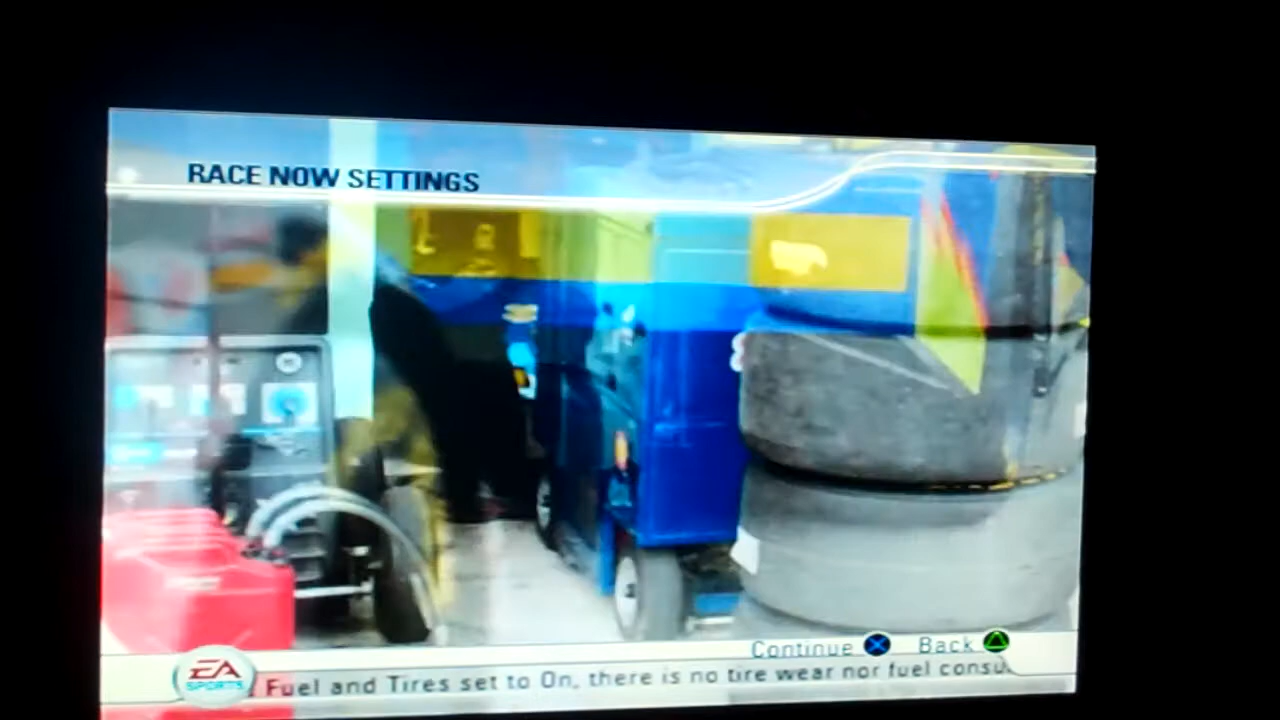 RACE NOW SETTINGS
Continue Back
EA
SPORTS
Fuel and Tires set to On, there is no tire wear nor fuel consu